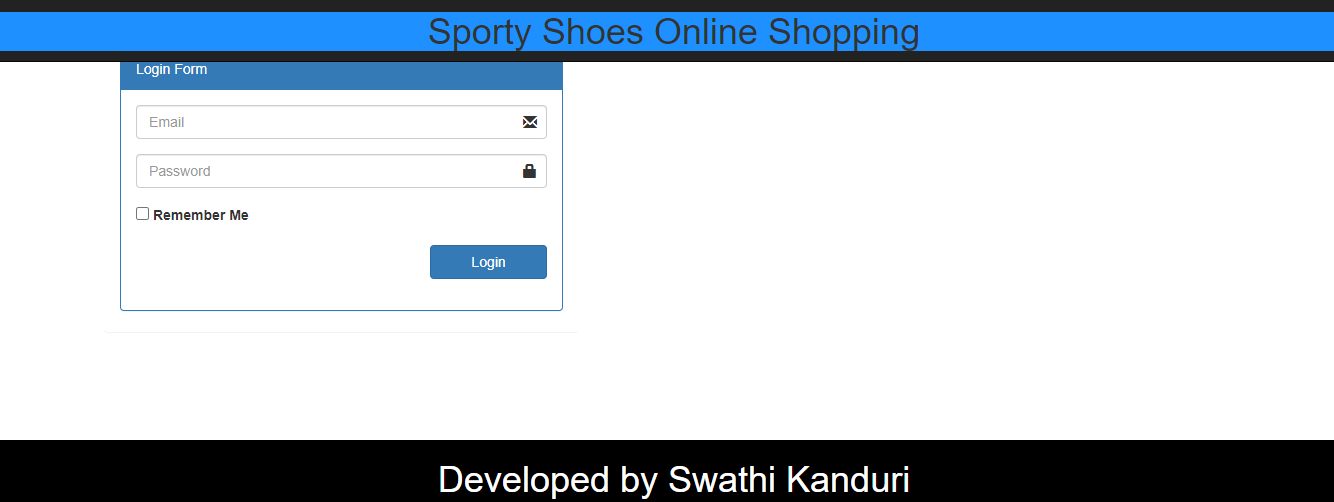 Sporty Shoes Online Shopping
Login Form
Email
Password
Remember Me
Login
Developed by Swathi Kanduri